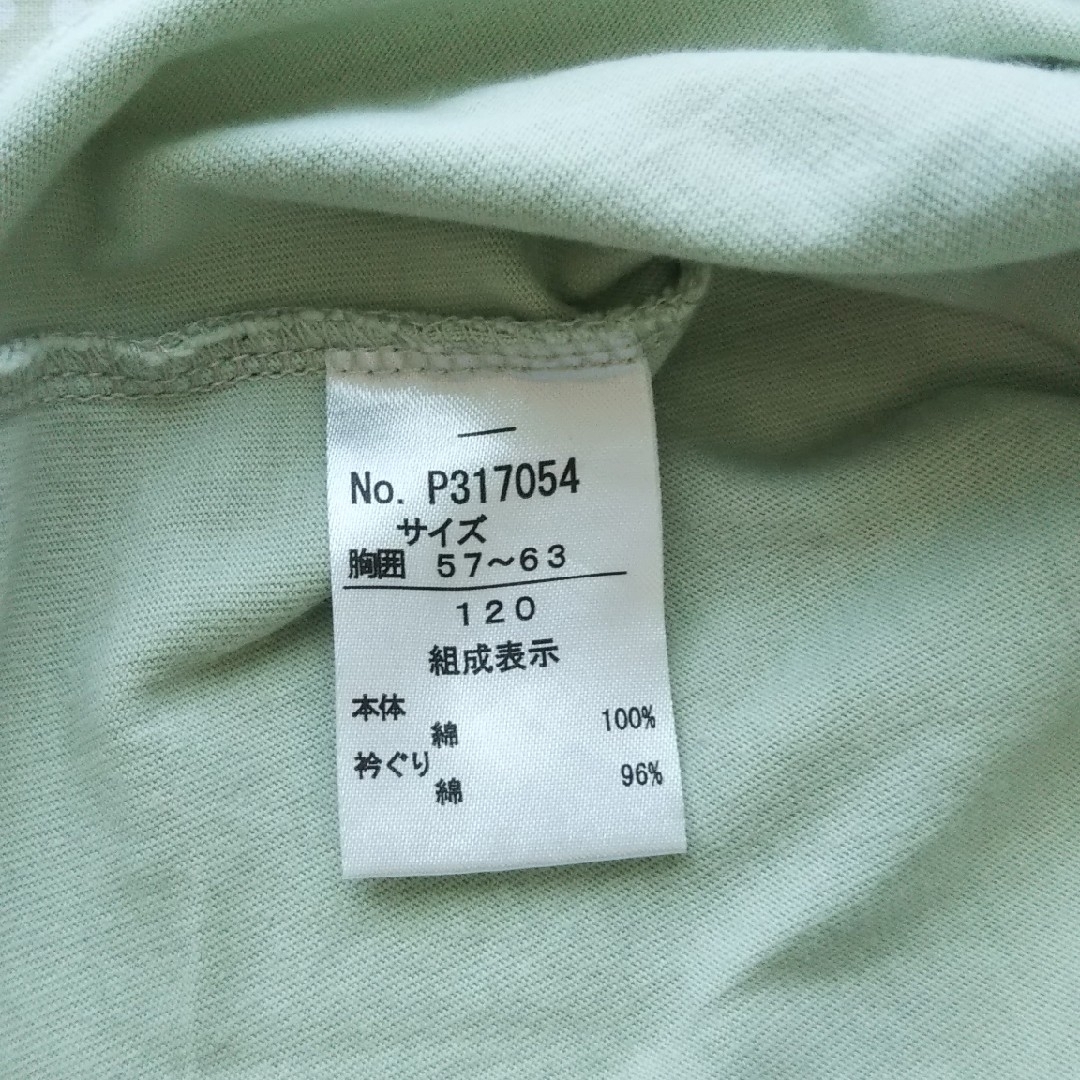 No. P317054
サイズ
胸囲 57～63
120
組成表示
本体
綿 100%
衿ぐり
綿 96%